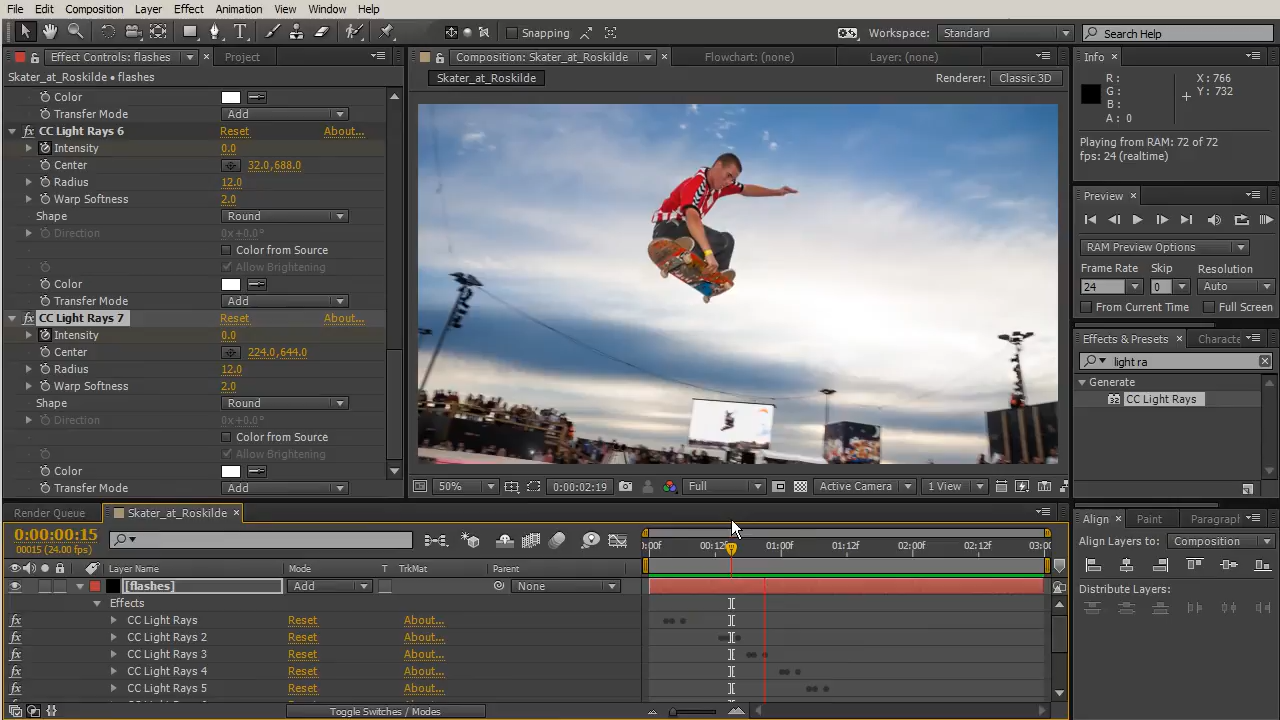 File Edit Composition Layer Effect Animation View Window Help
Snapping Workspace: Standard Search Help
Effect Controls: flashes Project
Skater_at_Roskilde • flashes
Color
Transfer Mode Add
fx CC Light Rays 6 Reset About...
Intensity 0.0
Center 32.0,688.0
Radius 12.0
Warp Softness 2.0
Shape Round
Direction 0x+0.0°
Color from Source
Allow Brightening
Color
Transfer Mode Add
fx CC Light Rays 7 Reset About...
Intensity 0.0
Center 224.0,644.0
Radius 12.0
Warp Softness 2.0
Shape Round
Direction 0x+0.0°
Color from Source
Allow Brightening
Color
Transfer Mode Add
Composition: Skater_at_Roskilde Flowchart: (none) Layer: (none)
Skater_at_Roskilde Renderer: Classic 3D
50% 0:00:02:19 Full Active Camera 1 View
Info
R : X : 766
G : Y : 732
B :
A : 0
Playing from RAM: 72 of 72
fps: 24 (realtime)
Preview
RAM Preview Options
Frame Rate Skip Resolution
24 0 Auto
From Current Time Full Screen
Effects & Presets Characte
light ra
Generate
CC Light Rays
Align Paint Paragraph
Align Layers to: Composition
Distribute Layers:
Render Queue Skater_at_Roskilde
0:00:00:15
00015 (24.00 fps)
:00f 00:12f 01:00f 01:12f 02:00f 02:12f 03:00
Layer Name Mode T TrkMat Parent
[flashes] Add None
Effects
fx CC Light Rays Reset About...
fx CC Light Rays 2 Reset About...
fx CC Light Rays 3 Reset About...
fx CC Light Rays 4 Reset About...
fx CC Light Rays 5 Reset About...
Toggle Switches / Modes